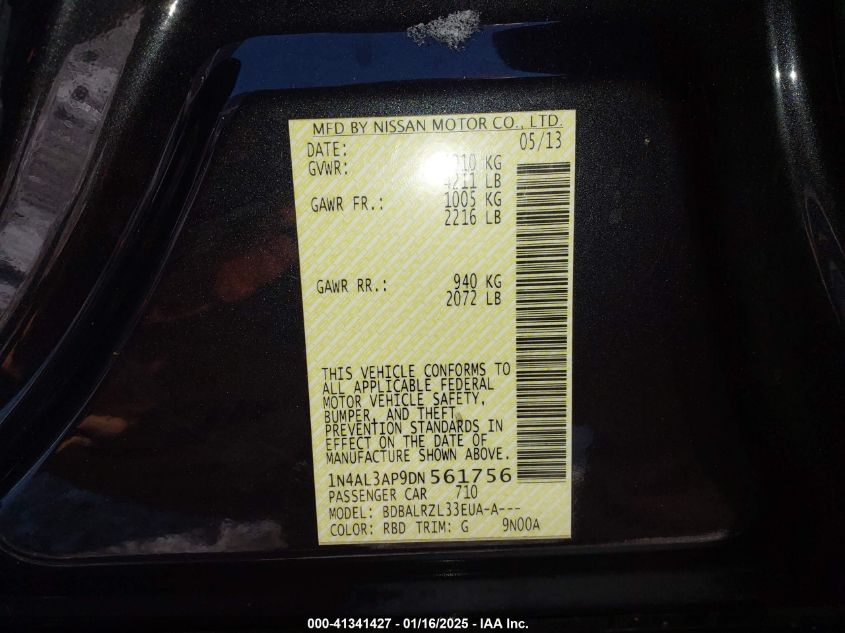 MFD BY NISSAN MOTOR CO., LTD.
DATE: 05/13
GVWR: KG
4211 LB
GAWR FR.: 1005 KG
2216 LB
GAWR RR.: 940 KG
2072 LB
THIS VEHICLE CONFORMS TO
ALL APPLICABLE FEDERAL
MOTOR VEHICLE SAFETY,
BUMPER, AND THEFT
PREVENTION STANDARDS IN
EFFECT ON THE DATE OF
MANUFACTURE SHOWN ABOVE.
1N4AL3AP9DN561756
PASSENGER CAR 710
MODEL: BDBALRZL33EUA-A---
COLOR: RBD TRIM: G 9N00A
000-41341427 - 01/16/2025 - IAA Inc.